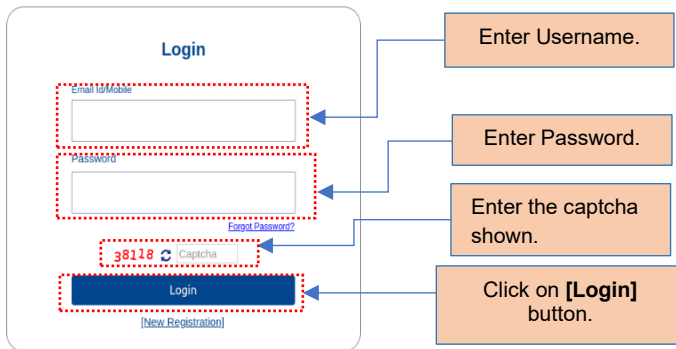 Login
Enter Username.
Email Id/Mobile
Password
Enter Password.
Forgot Password?
Enter the captcha
shown.
38118 Captcha
Login
Click on [Login]
button.
[New Registration]